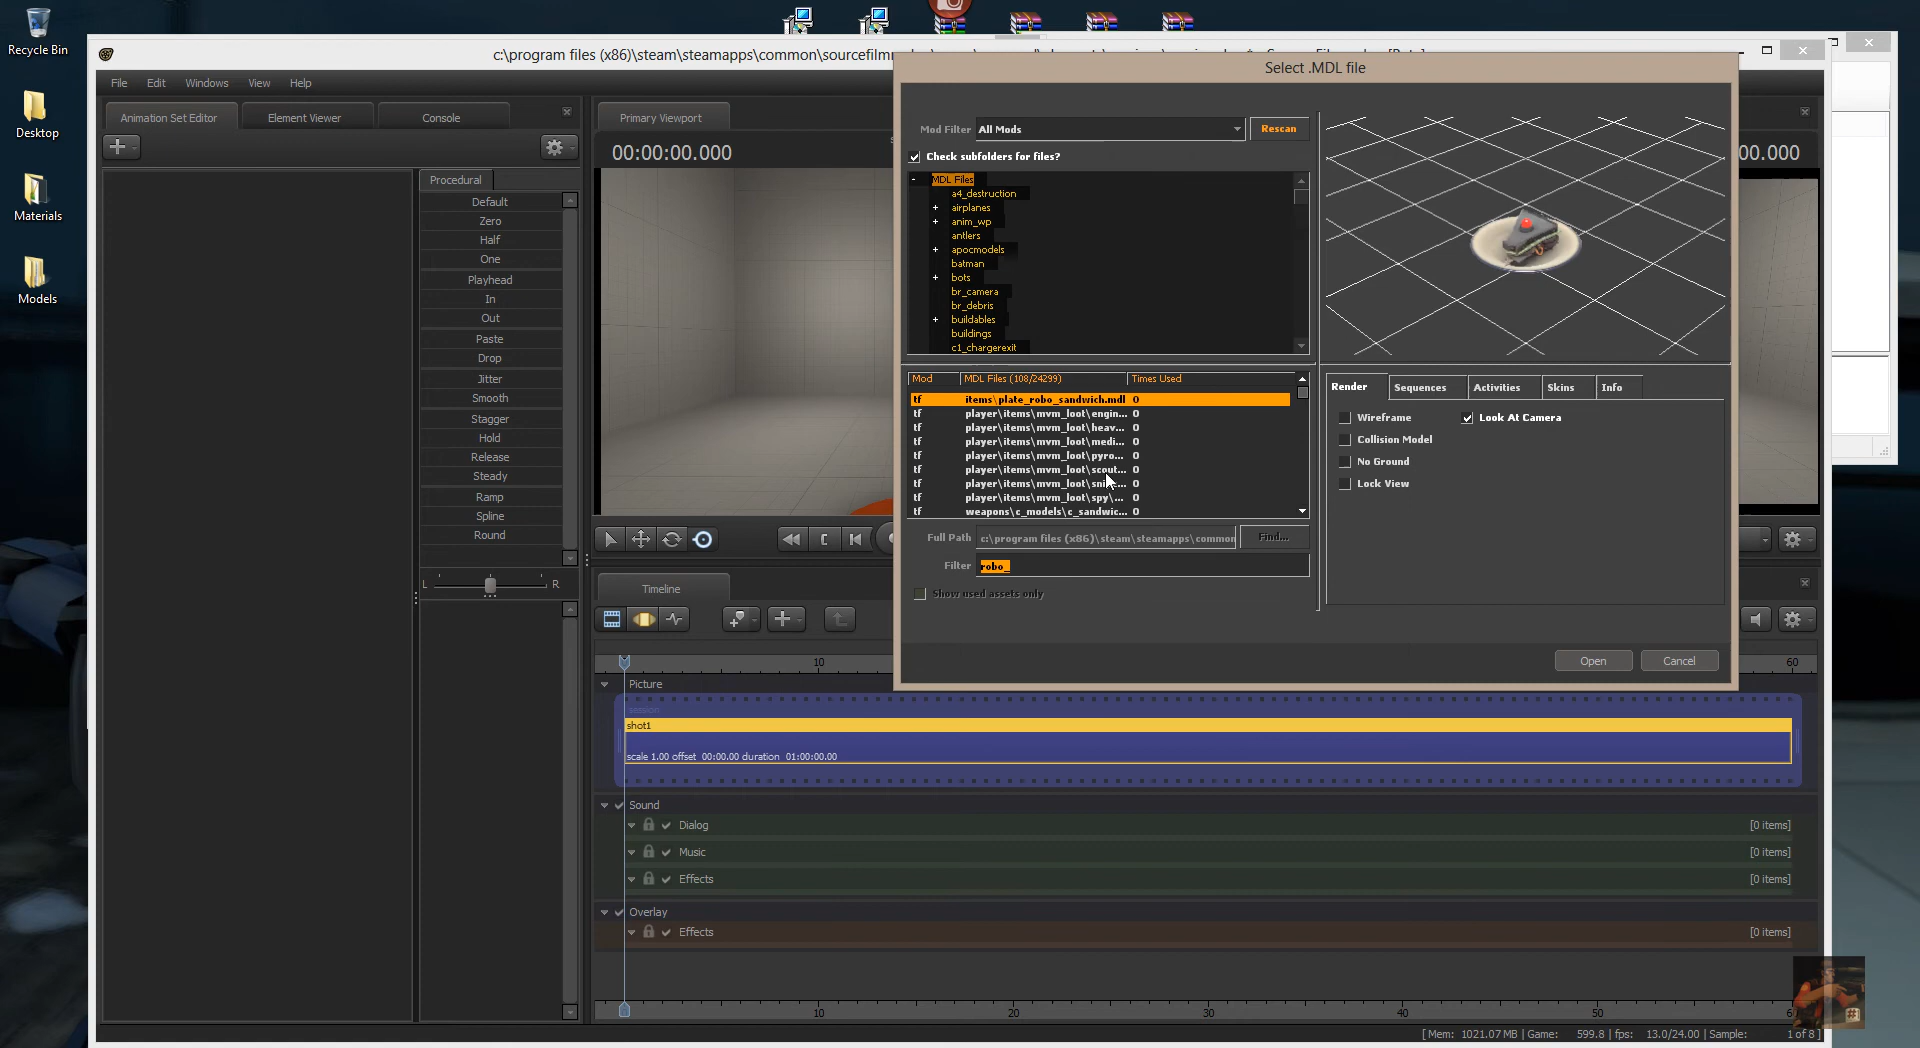 Recycle Bin
Desktop
Materials
Models
c:\program files (x86)\steam\steamapps\common\sourcefilm
File Edit Windows View Help
Animation Set Editor Element Viewer Console
Procedural
Default
Zero
Half
One
Playhead
In
Out
Paste
Drop
Jitter
Smooth
Stagger
Hold
Release
Steady
Ramp
Spline
Round
L R
Primary Viewport
00:00:00.000
00.000
Select .MDL file
Mod Filter All Mods Rescan
Check subfolders for files?
MDL Files
a4_destruction
airplanes
anim_wp
antlers
apocmodels
batman
bots
br_camera
br_debris
buildables
buildings
c1_chargerexit
Mod MDL Files (108/24299) Times Used
tf items\plate_robo_sandwich.mdl 0
tf player\items\mvm_loot\engin... 0
tf player\items\mvm_loot\heav... 0
tf player\items\mvm_loot\medi... 0
tf player\items\mvm_loot\pyro... 0
tf player\items\mvm_loot\scout... 0
tf player\items\mvm_loot\sni... 0
tf player\items\mvm_loot\spy\... 0
tf weapons\c_models\c_sandwic... 0
Full Path c:\program files (x86)\steam\steamapps\common Find...
Filter robo_
Show used assets only
Render Sequences Activities Skins Info
Wireframe Look At Camera
Collision Model
No Ground
Lock View
Open Cancel
Timeline
10 60
Picture
session
shot1
scale 1.00 offset 00:00.00 duration 01:00:00.00
Sound
Dialog [0 items]
Music [0 items]
Effects [0 items]
Overlay
Effects [0 items]
10 20 30 40 50 6
[ Mem: 1021.07 MB | Game: 599.8 | fps: 13.0/24.00 | Sample: 1 of 8 ]